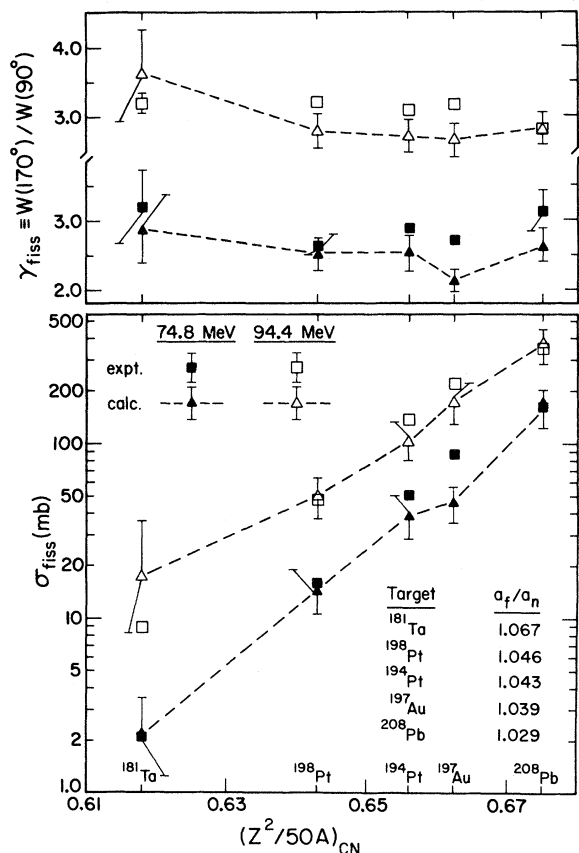 4.0
3.0
3.0
2.0
γfiss ≡ W(170°) / W(90°)
500
200
100
50
20
10
5
2
1.0
σfiss (mb)
74.8 MeV 94.4 MeV
expt.
calc.
Target af/an
181Ta 1.067
198Pt 1.046
194Pt 1.043
197Au 1.039
208Pb 1.029
181Ta 198Pt 194Pt 197Au 208Pb
0.61 0.63 0.65 0.67
(Z²/50A)CN